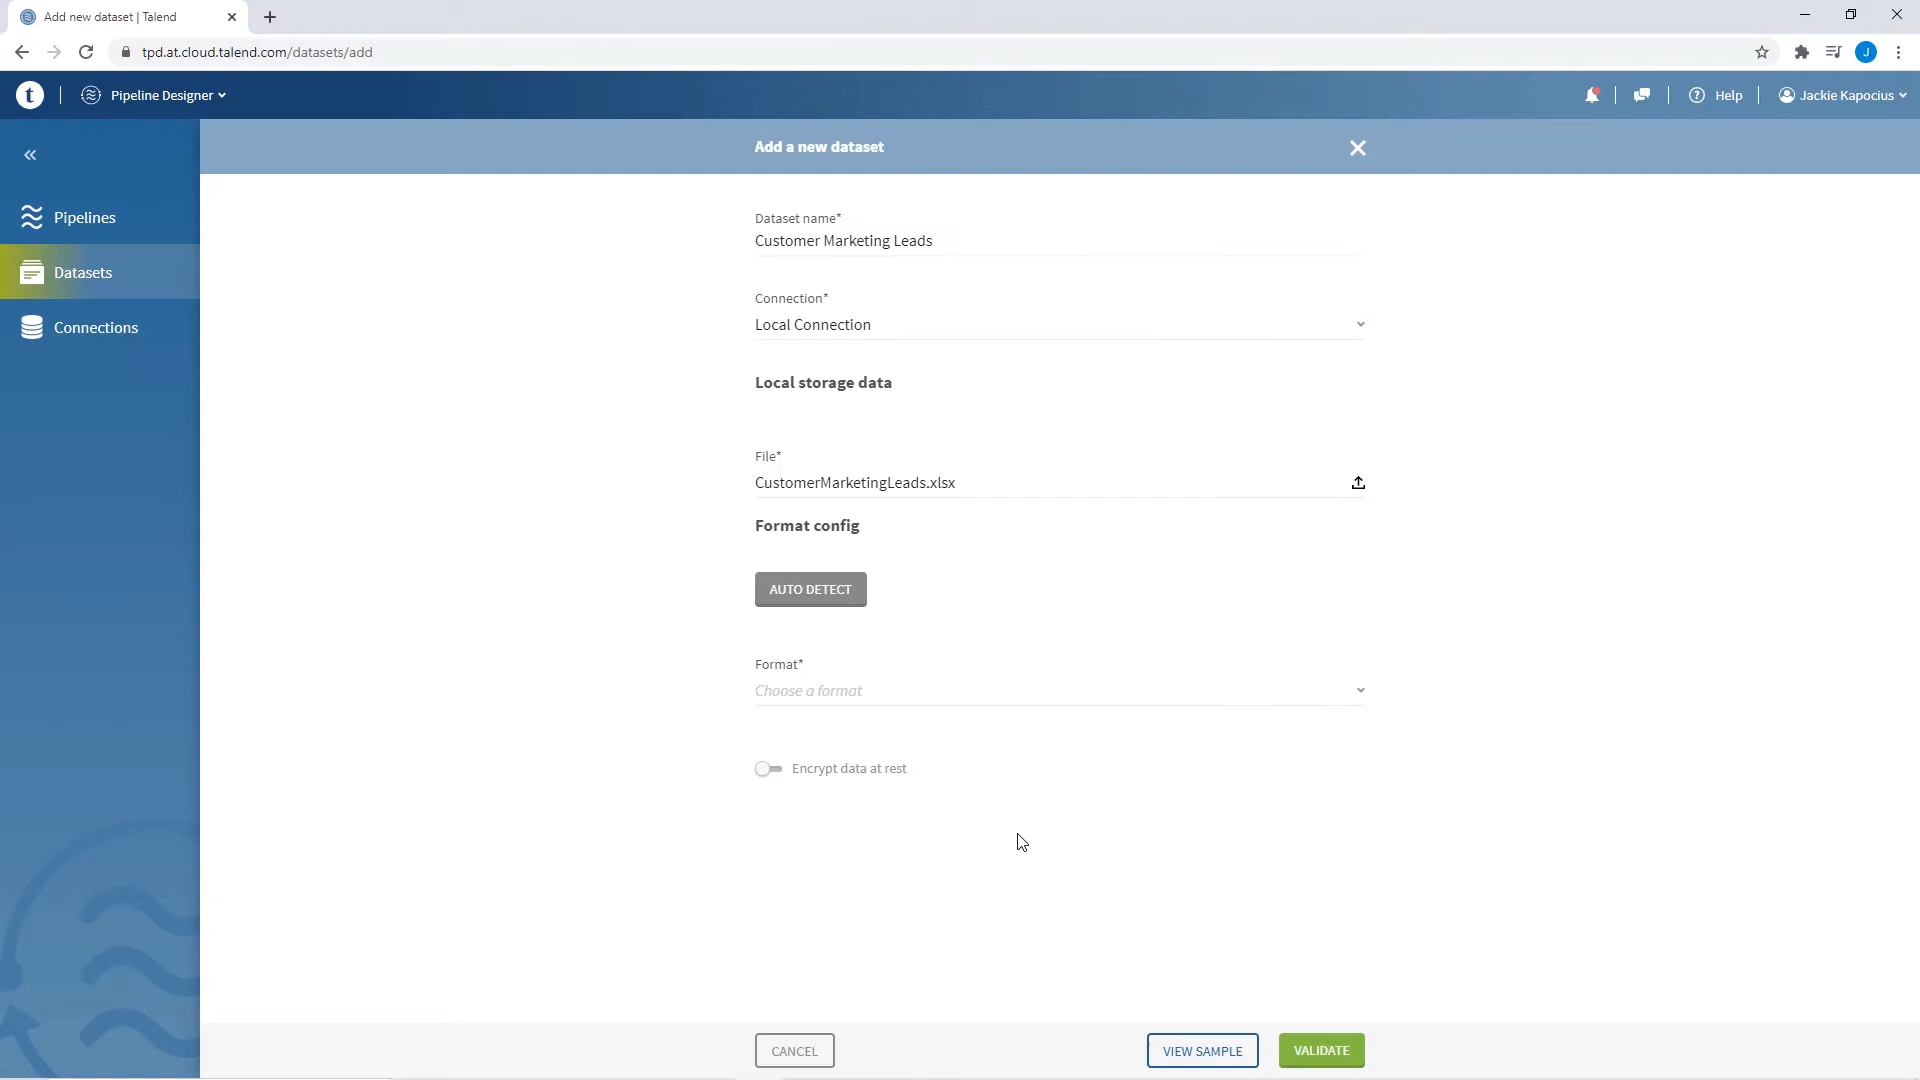 Add new dataset | Talend
tpd.at.cloud.talend.com/datasets/add
J
t
Pipeline Designer
Help
Jackie Kapocius
Add a new dataset
Pipelines
Datasets
Connections
Dataset name*
Customer Marketing Leads
Connection*
Local Connection
Local storage data
File*
CustomerMarketingLeads.xlsx
Format config
AUTO DETECT
Format*
Choose a format
Encrypt data at rest
CANCEL
VIEW SAMPLE
VALIDATE